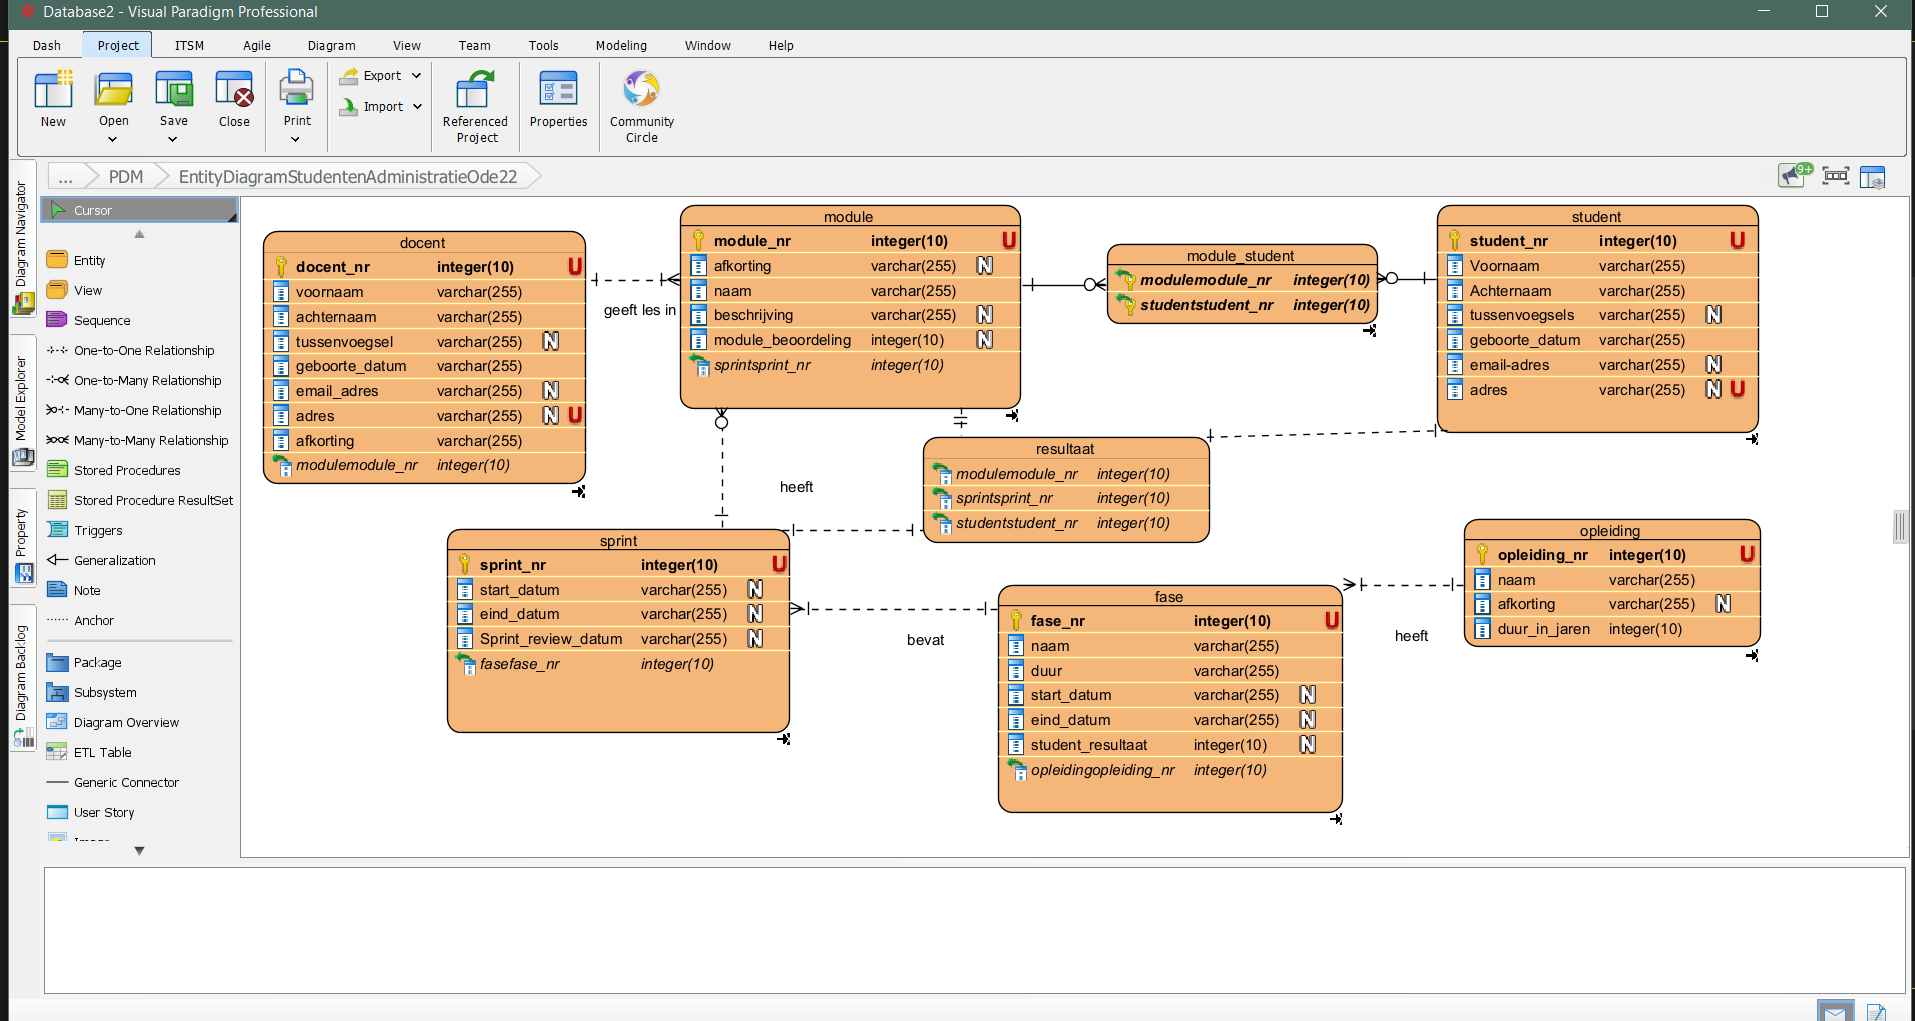 Database2 - Visual Paradigm Professional
Dash Project ITSM Agile Diagram View Team Tools Modeling Window Help
New Open Save Close Print Export Import Referenced Project Properties Community Circle
... PDM EntityDiagramStudentenAdministratieOde22
9+
Diagram Navigator
Model Explorer
Property
Diagram Backlog
Cursor
Entity
View
Sequence
One-to-One Relationship
One-to-Many Relationship
Many-to-One Relationship
Many-to-Many Relationship
Stored Procedures
Stored Procedure ResultSet
Triggers
Generalization
Note
Anchor
Package
Subsystem
Diagram Overview
ETL Table
Generic Connector
User Story
docent
docent_nr integer(10) U
voornaam varchar(255)
achternaam varchar(255)
tussenvoegsel varchar(255) N
geboorte_datum varchar(255)
email_adres varchar(255) N
adres varchar(255) N U
afkorting varchar(255)
modulemodule_nr integer(10)
geeft les in
module
module_nr integer(10) U
afkorting varchar(255) N
naam varchar(255)
beschrijving varchar(255) N
module_beoordeling integer(10) N
sprintsprint_nr integer(10)
module_student
modulemodule_nr integer(10)
studentstudent_nr integer(10)
student
student_nr integer(10) U
Voornaam varchar(255)
Achternaam varchar(255)
tussenvoegsels varchar(255) N
geboorte_datum varchar(255)
email-adres varchar(255) N
adres varchar(255) N U
heeft
resultaat
modulemodule_nr integer(10)
sprintsprint_nr integer(10)
studentstudent_nr integer(10)
sprint
sprint_nr integer(10) U
start_datum varchar(255) N
eind_datum varchar(255) N
Sprint_review_datum varchar(255) N
fasefase_nr integer(10)
bevat
fase
fase_nr integer(10) U
naam varchar(255)
duur varchar(255)
start_datum varchar(255) N
eind_datum varchar(255) N
student_resultaat integer(10) N
opleidingopleiding_nr integer(10)
heeft
opleiding
opleiding_nr integer(10) U
naam varchar(255)
afkorting varchar(255) N
duur_in_jaren integer(10)